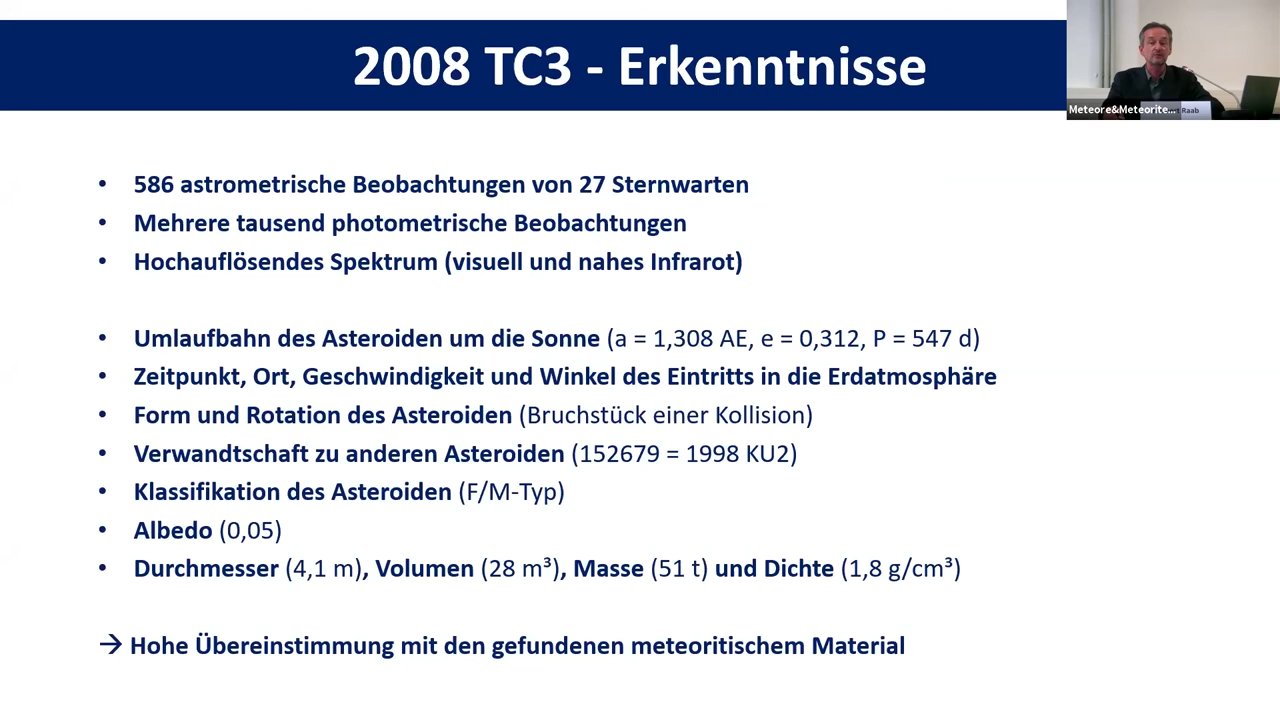 2008 TC3 - Erkenntnisse
Meteore&Meteorite...
Raab
• 586 astrometrische Beobachtungen von 27 Sternwarten
• Mehrere tausend photometrische Beobachtungen
• Hochauflösendes Spektrum (visuell und nahes Infrarot)
• Umlaufbahn des Asteroiden um die Sonne (a = 1,308 AE, e = 0,312, P = 547 d)
• Zeitpunkt, Ort, Geschwindigkeit und Winkel des Eintritts in die Erdatmosphäre
• Form und Rotation des Asteroiden (Bruchstück einer Kollision)
• Verwandtschaft zu anderen Asteroiden (152679 = 1998 KU2)
• Klassifikation des Asteroiden (F/M-Typ)
• Albedo (0,05)
• Durchmesser (4,1 m), Volumen (28 m³), Masse (51 t) und Dichte (1,8 g/cm³)
→ Hohe Übereinstimmung mit den gefundenen meteoritischem Material